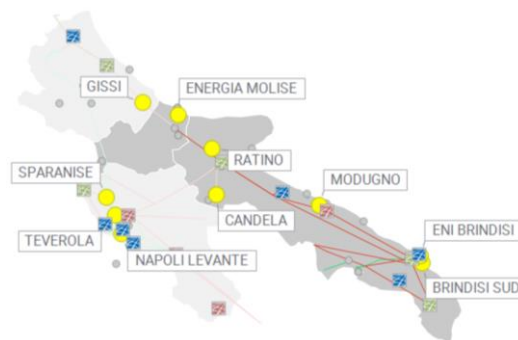 GISSI
ENERGIA MOLISE
SPARANISE
RATINO
MODUGNO
CANDELA
TEVEROLA
ENI BRINDISI
NAPOLI LEVANTE
BRINDISI SUD